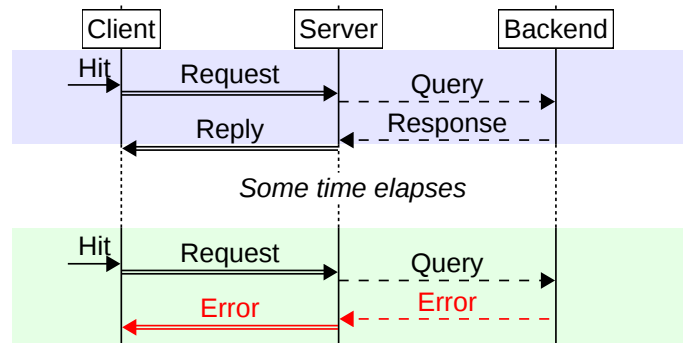 Client Server Backend
Hit
Request
Query
Reply
Response
Some time elapses
Hit
Request
Query
Error
Error